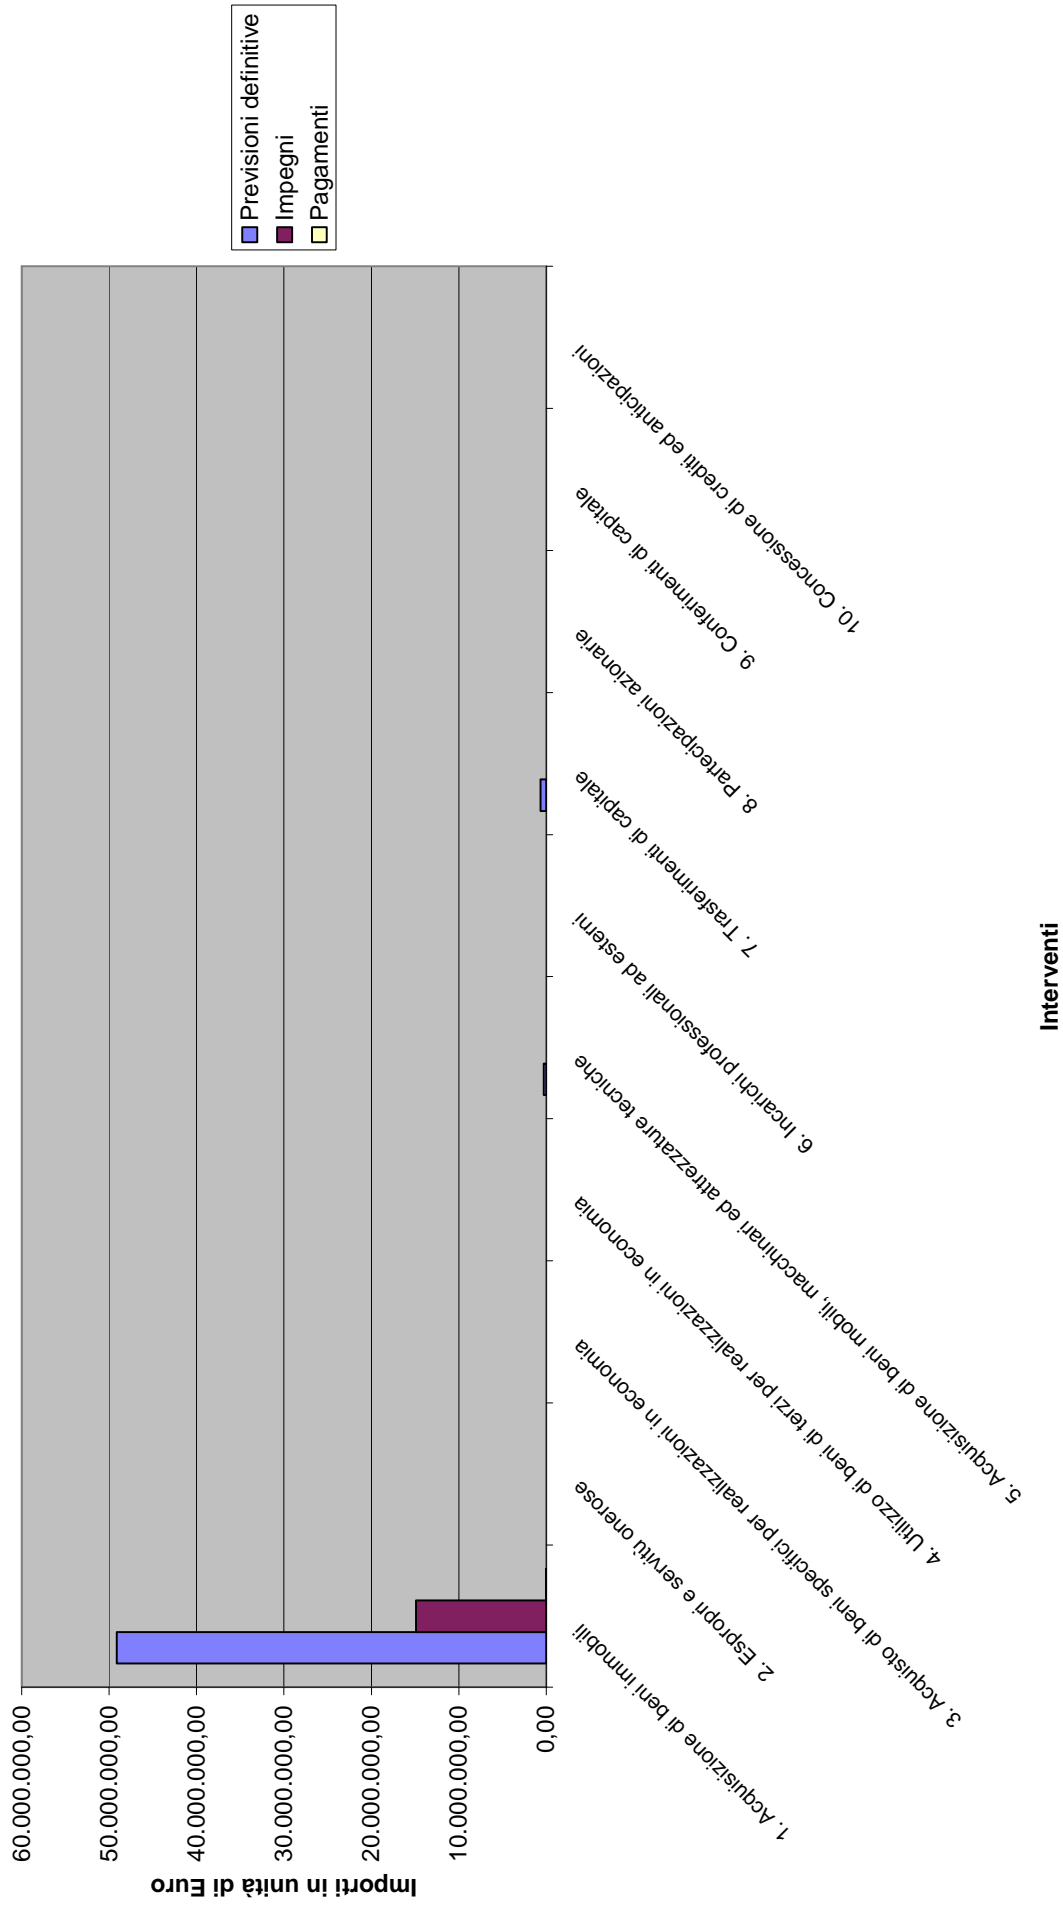 Previsioni definitive
Impegni
Pagamenti
60.000.000,00
50.000.000,00
40.000.000,00
30.000.000,00
20.000.000,00
10.000.000,00
0,00
Importi in unità di Euro
1. Acquisizione di beni immobili
2. Espropri e servitù onerose
3. Acquisto di beni specifici per realizzazioni in economia
4. Utilizzo di beni di terzi per realizzazioni in economia
5. Acquisizione di beni mobili, macchinari ed attrezzature tecniche
6. Incarichi professionali ad esterni
7. Trasferimenti di capitale
8. Partecipazioni azionarie
9. Conferimenti di capitale
10. Concessione di crediti ed anticipazioni
Interventi